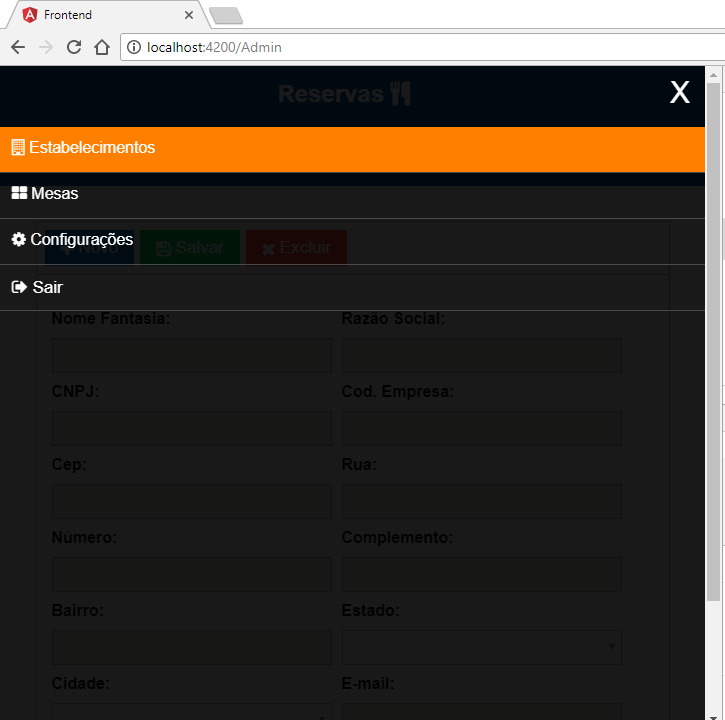 Frontend
localhost:4200/Admin
Reservas
X
Estabelecimentos
Mesas
Configurações
Novo Salvar Excluir
Sair
Nome Fantasia: Razão Social:
CNPJ: Cod. Empresa:
Cep: Rua:
Número: Complemento:
Bairro: Estado:
Cidade: E-mail: